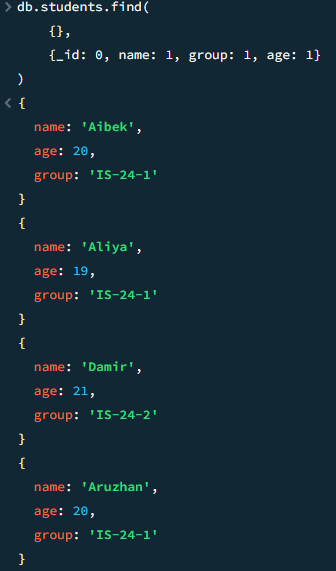 > db.students.find(
{},
{_id: 0, name: 1, group: 1, age: 1}
)
< {
name: 'Aibek',
age: 20,
group: 'IS-24-1'
}
{
name: 'Aliya',
age: 19,
group: 'IS-24-1'
}
{
name: 'Damir',
age: 21,
group: 'IS-24-2'
}
{
name: 'Aruzhan',
age: 20,
group: 'IS-24-1'
}